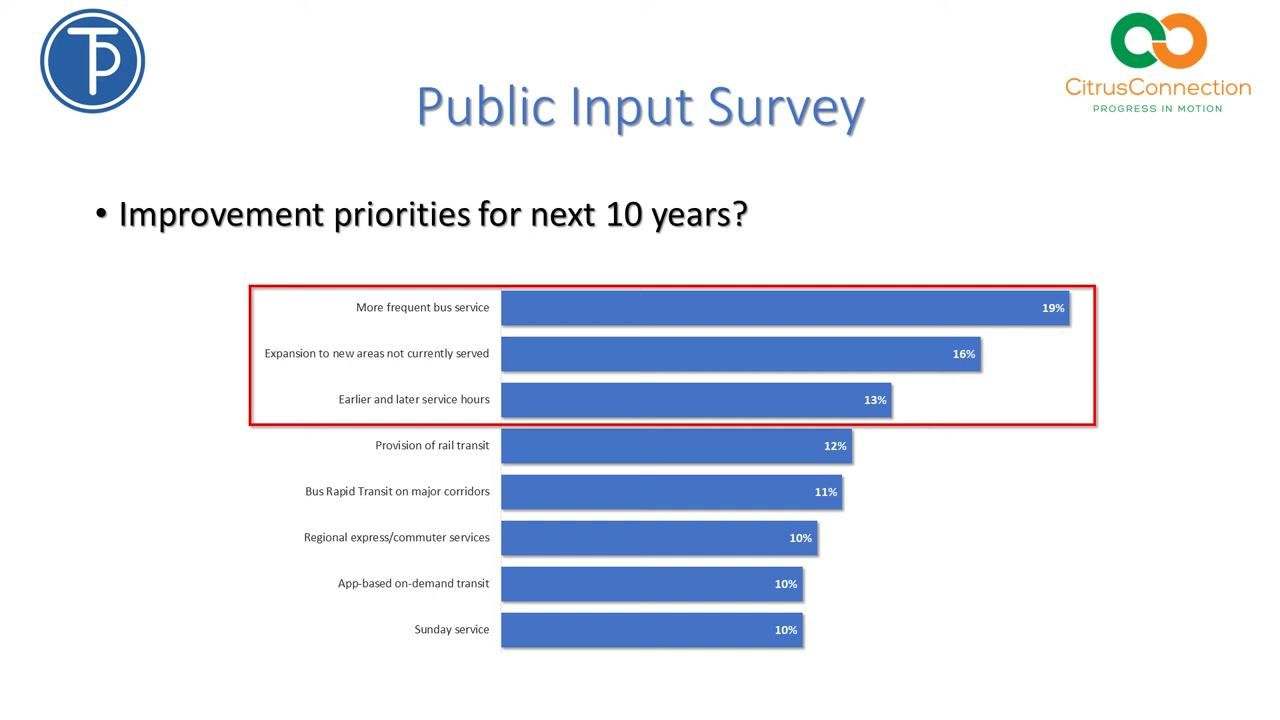 TP
CitrusConnection
PROGRESS IN MOTION
Public Input Survey
• Improvement priorities for next 10 years?
More frequent bus service 19%
Expansion to new areas not currently served 16%
Earlier and later service hours 13%
Provision of rail transit 12%
Bus Rapid Transit on major corridors 11%
Regional express/commuter services 10%
App-based on-demand transit 10%
Sunday service 10%